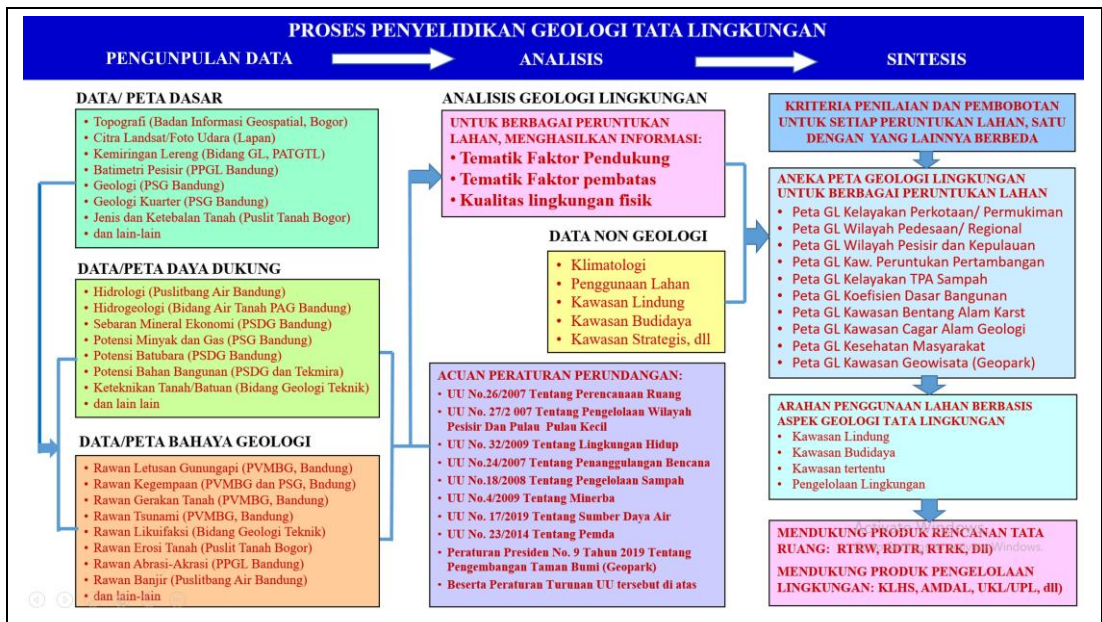 PROSES PENYELIDIKAN GEOLOGI TATA LINGKUNGAN
PENGUNPULAN DATA
ANALISIS
SINTESIS
DATA/ PETA DASAR
• Topografi (Badan Informasi Geospatial, Bogor)
• Citra Landsat/Foto Udara (Lapan)
• Kemiringan Lereng (Bidang GL, PATGTL)
• Batimetri Pesisir (PPGL Bandung)
• Geologi (PSG Bandung)
• Geologi Kuarter (PSG Bandung)
• Jenis dan Ketebalan Tanah (Puslit Tanah Bogor)
• dan lain-lain
DATA/PETA DAYA DUKUNG
• Hidrologi (Puslitbang Air Bandung)
• Hidrogeologi (Bidang Air Tanah PAG Bandung)
• Sebaran Mineral Ekonomi (PSDG Bandung)
• Potensi Minyak dan Gas (PSG Bandung)
• Potensi Batubara (PSDG Bandung)
• Potensi Bahan Bangunan (PSDG dan Tekmira)
• Keteknikan Tanah/Batuan (Bidang Geologi Teknik)
• dan lain lain
DATA/PETA BAHAYA GEOLOGI
• Rawan Letusan Gunungapi (PVMBG, Bandung)
• Rawan Kegempaan (PVMBG dan PSG, Bndung)
• Rawan Gerakan Tanah (PVMBG, Bandung)
• Rawan Tsunami (PVMBG, Bandung)
• Rawan Likuifaksi (Bidang Geologi Teknik)
• Rawan Erosi Tanah (Puslit Tanah Bogor)
• Rawan Abrasi-Akrasi (PPGL Bandung)
• Rawan Banjir (Puslitbang Air Bandung)
• dan lain-lain
ANALISIS GEOLOGI LINGKUNGAN
UNTUK BERBAGAI PERUNTUKAN
LAHAN, MENGHASILKAN INFORMASI:
• Tematik Faktor Pendukung
• Tematik Faktor pembatas
• Kualitas lingkungan fisik
DATA NON GEOLOGI
• Klimatologi
• Penggunaan Lahan
• Kawasan Lindung
• Kawasan Budidaya
• Kawasan Strategis, dll
ACUAN PERATURAN PERUNDANGAN:
• UU No.26/2007 Tentang Perencanaan Ruang
• UU No. 27/2 007 Tentang Pengelolaan Wilayah
Pesisir Dan Pulau Pulau Kecil
• UU No. 32/2009 Tentang Lingkungan Hidup
• UU No.24/2007 Tentang Penanggulangan Bencana
• UU No.18/2008 Tentang Pengelolaan Sampah
• UU No.4/2009 Tentang Minerba
• UU No. 17/2019 Tentang Sumber Daya Air
• UU No. 23/2014 Tentang Pemda
• Peraturan Presiden No. 9 Tahun 2019 Tentang
Pengembangan Taman Bumi (Geopark)
• Beserta Peraturan Turunan UU tersebut di atas
KRITERIA PENILAIAN DAN PEMBOBOTAN
UNTUK SETIAP PERUNTUKAN LAHAN, SATU
DENGAN YANG LAINNYA BERBEDA
ANEKA PETA GEOLOGI LINGKUNGAN
UNTUK BERBAGAI PERUNTUKAN LAHAN
• Peta GL Kelayakan Perkotaan/ Permukiman
• Peta GL Wilayah Pedesaan/ Regional
• Peta GL Wilayah Pesisir dan Kepulauan
• Peta GL Kaw. Peruntukan Pertambangan
• Peta GL Kelayakan TPA Sampah
• Peta GL Koefisien Dasar Bangunan
• Peta GL Kawasan Bentang Alam Karst
• Peta GL Kawasan Cagar Alam Geologi
• Peta GL Kesehatan Masyarakat
• Peta GL Kawasan Geowisata (Geopark)
ARAHAN PENGGUNAAN LAHAN BERBASIS
ASPEK GEOLOGI TATA LINGKUNGAN
• Kawasan Lindung
• Kawasan Budidaya
• Kawasan tertentu
• Pengelolaan Lingkungan
MENDUKUNG PRODUK RENCANAN TATA
RUANG: RTRW, RDTR, RTRK, Dll)
MENDUKUNG PRODUK PENGELOLAAN
LINGKUNGAN: KLHS, AMDAL, UKL/UPL, dll)
Activate Windows